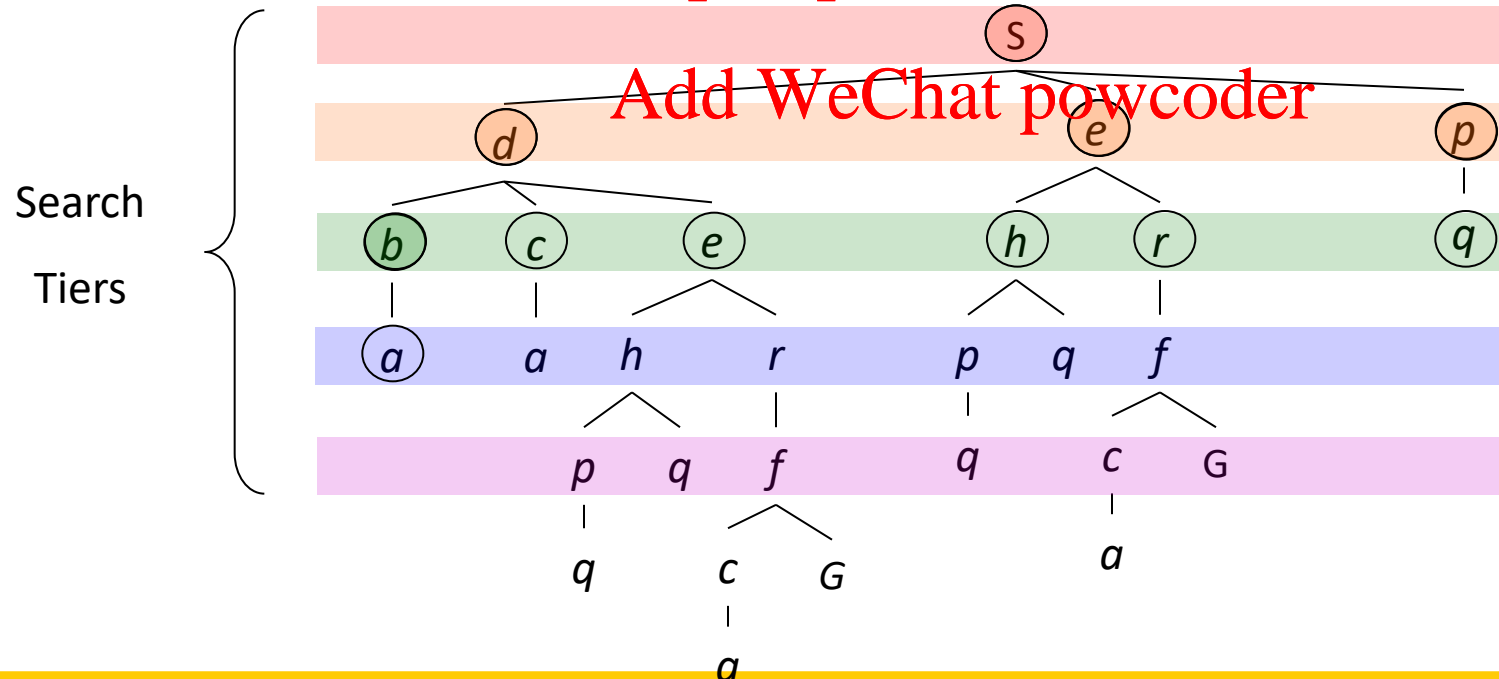 S
Add WeChat powcoder
d e p
Search
b c e h r q
Tiers
a a h r p q f
p q f q c G
q c G a